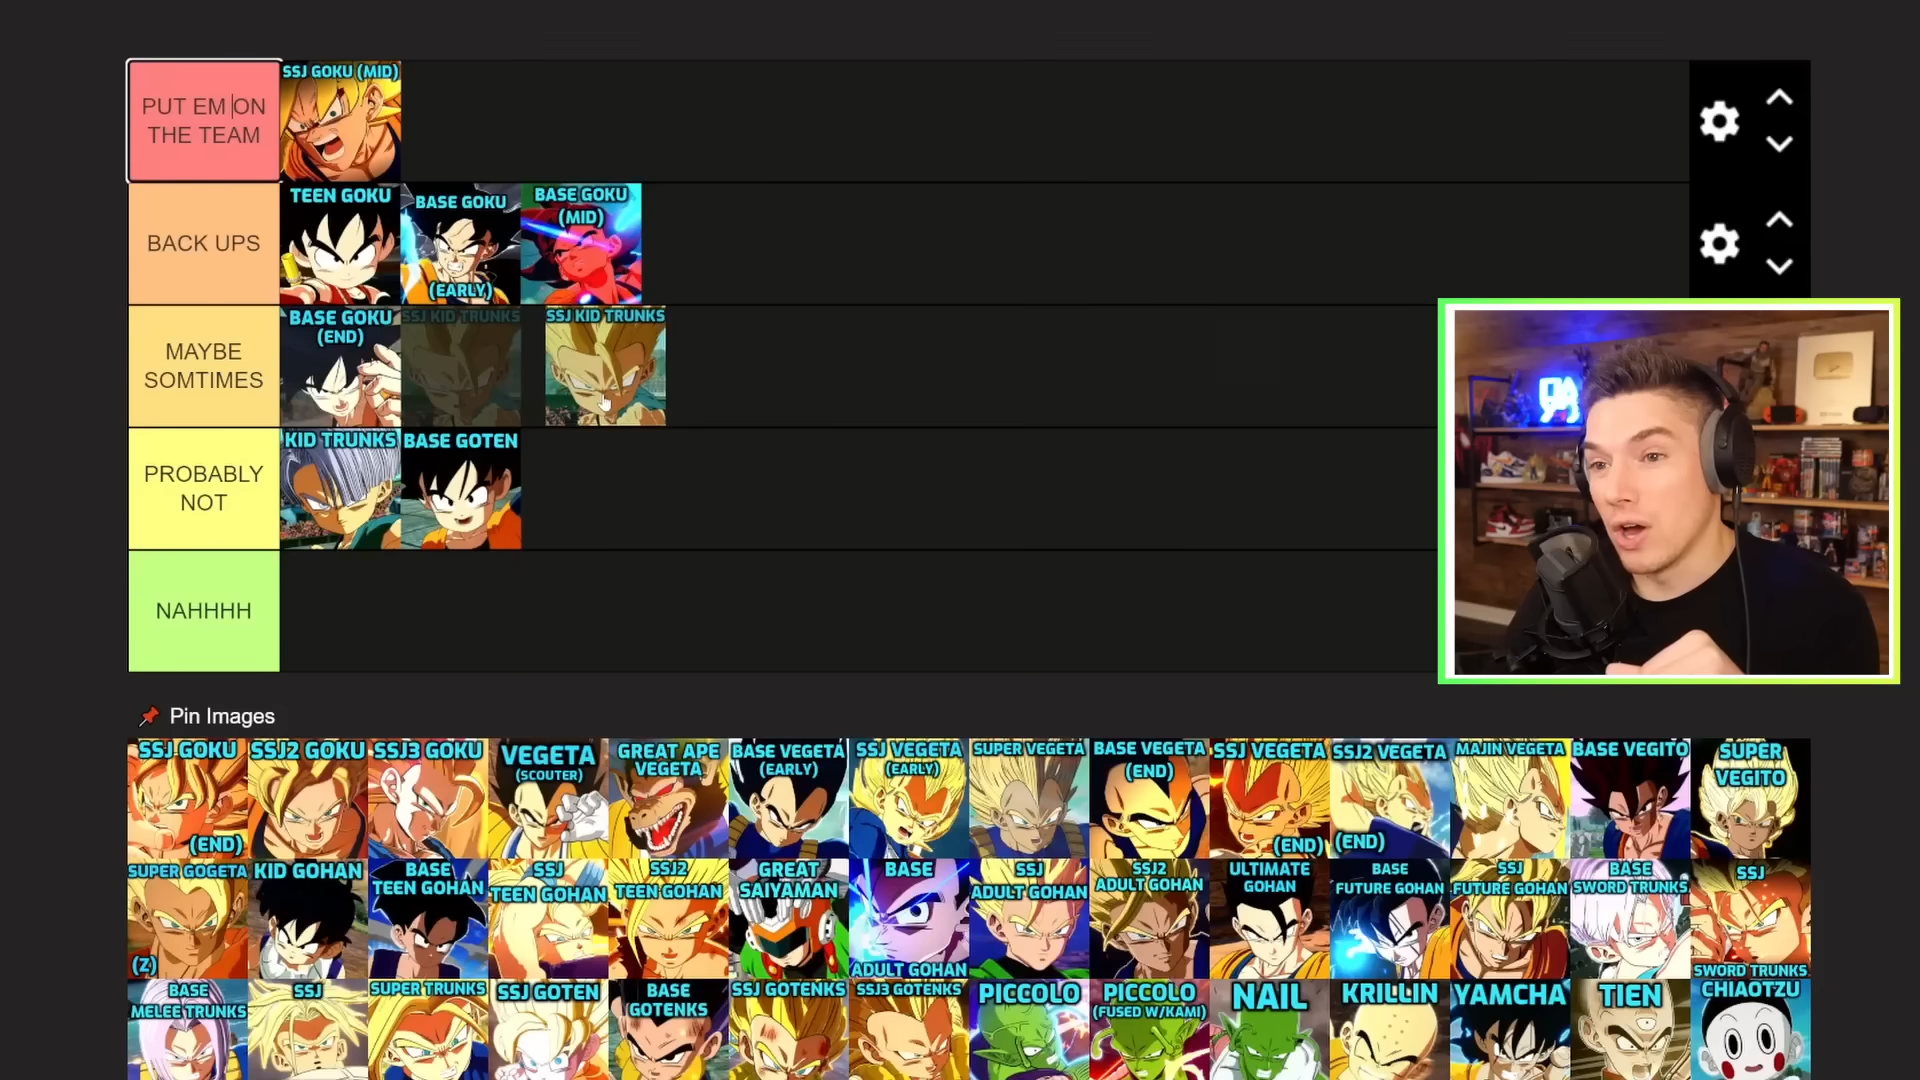 PUT EM ON
THE TEAM
SSJ GOKU (MID)
BACK UPS
TEEN GOKU
BASE GOKU
(EARLY)
BASE GOKU
(MID)
MAYBE
SOMTIMES
BASE GOKU
(END)
SSJ KID TRUNKS
SSJ KID TRUNKS
PROBABLY
NOT
KID TRUNKS
BASE GOTEN
NAHHHH
Pin Images
SSJ GOKU
(END)
SSJ2 GOKU
SSJ3 GOKU
VEGETA
(SCOUTER)
GREAT APE
VEGETA
BASE VEGETA
(EARLY)
SSJ VEGETA
(EARLY)
SUPER VEGETA
BASE VEGETA
(END)
SSJ VEGETA
(END)
SSJ2 VEGETA
(END)
MAJIN VEGETA
BASE VEGITO
SUPER
VEGITO
SUPER GOGETA
(Z)
KID GOHAN
BASE
TEEN GOHAN
SSJ
TEEN GOHAN
SSJ2
TEEN GOHAN
GREAT
SAIYAMAN
BASE
ADULT GOHAN
SSJ
ADULT GOHAN
SSJ2
ADULT GOHAN
ULTIMATE
GOHAN
BASE
FUTURE GOHAN
SSJ
FUTURE GOHAN
BASE
SWORD TRUNKS
SSJ
SWORD TRUNKS
BASE
MELEE TRUNKS
SSJ
SUPER TRUNKS
SSJ GOTEN
BASE
GOTENKS
SSJ GOTENKS
SSJ3 GOTENKS
PICCOLO
PICCOLO
(FUSED W/KAMI)
NAIL
KRILLIN
YAMCHA
TIEN
CHIAOTZU